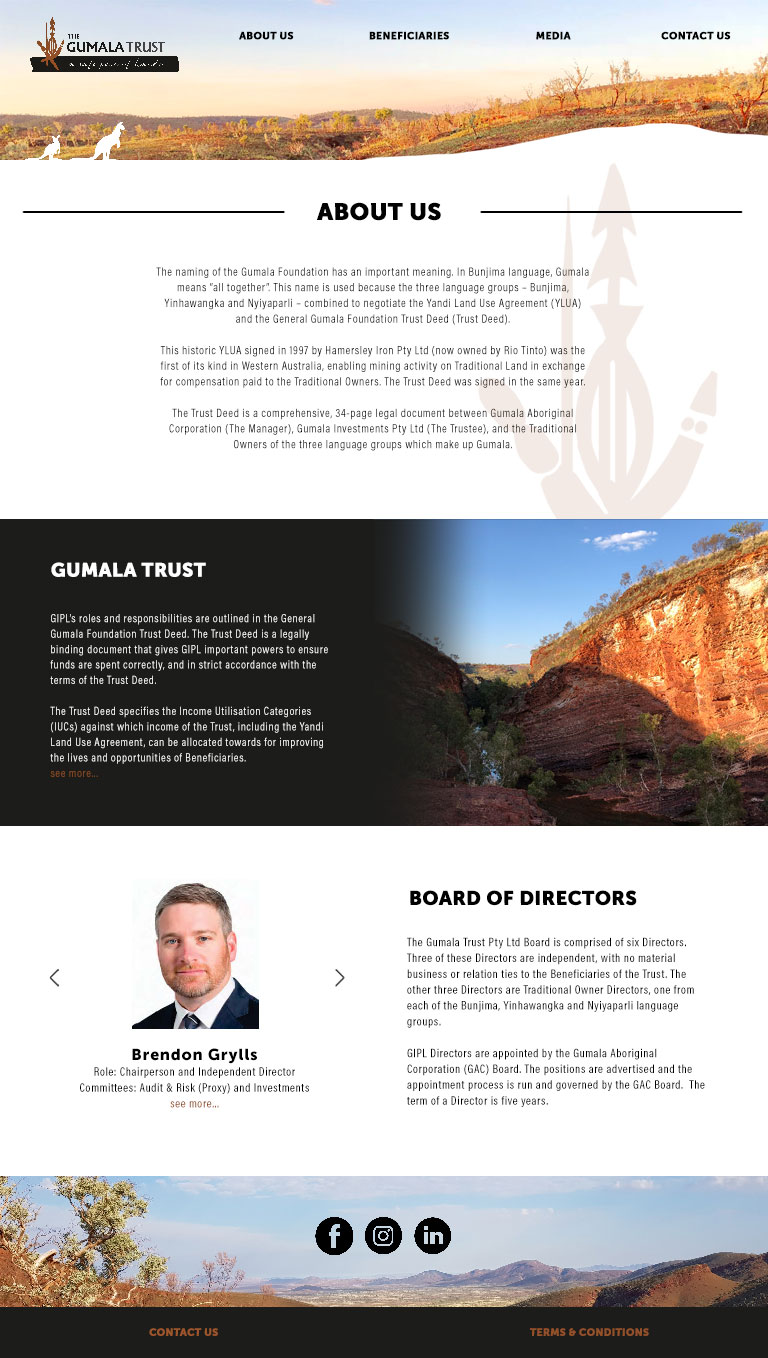 THE
GUMALA TRUST
a safe pair of hands
ABOUT US
BENEFICIARIES
MEDIA
CONTACT US
ABOUT US
The naming of the Gumala Foundation has an important meaning. In Bunjima language, Gumala
means “all together”. This name is used because the three language groups – Bunjima,
Yinhawangka and Nyiyaparli – combined to negotiate the Yandi Land Use Agreement (YLUA)
and the General Gumala Foundation Trust Deed (Trust Deed).
This historic YLUA signed in 1997 by Hamersley Iron Pty Ltd (now owned by Rio Tinto) was the
first of its kind in Western Australia, enabling mining activity on Traditional Land in exchange
for compensation paid to the Traditional Owners. The Trust Deed was signed in the same year.
The Trust Deed is a comprehensive, 34-page legal document between Gumala Aboriginal
Corporation (The Manager), Gumala Investments Pty Ltd (The Trustee), and the Traditional
Owners of the three language groups which make up Gumala.
GUMALA TRUST
GIPL’s roles and responsibilities are outlined in the General
Gumala Foundation Trust Deed. The Trust Deed is a legally
binding document that gives GIPL important powers to ensure
funds are spent correctly, and in strict accordance with the
terms of the Trust Deed.
The Trust Deed specifies the Income Utilisation Categories
(IUCs) against which income of the Trust, including the Yandi
Land Use Agreement, can be allocated towards for improving
the lives and opportunities of Beneficiaries.
see more...
Brendon Grylls
Role: Chairperson and Independent Director
Committees: Audit & Risk (Proxy) and Investments
see more...
BOARD OF DIRECTORS
The Gumala Trust Pty Ltd Board is comprised of six Directors.
Three of these Directors are independent, with no material
business or relation ties to the Beneficiaries of the Trust. The
other three Directors are Traditional Owner Directors, one from
each of the Bunjima, Yinhawangka and Nyiyaparli language
groups.
GIPL Directors are appointed by the Gumala Aboriginal
Corporation (GAC) Board. The positions are advertised and the
appointment process is run and governed by the GAC Board. The
term of a Director is five years.
CONTACT US
TERMS & CONDITIONS